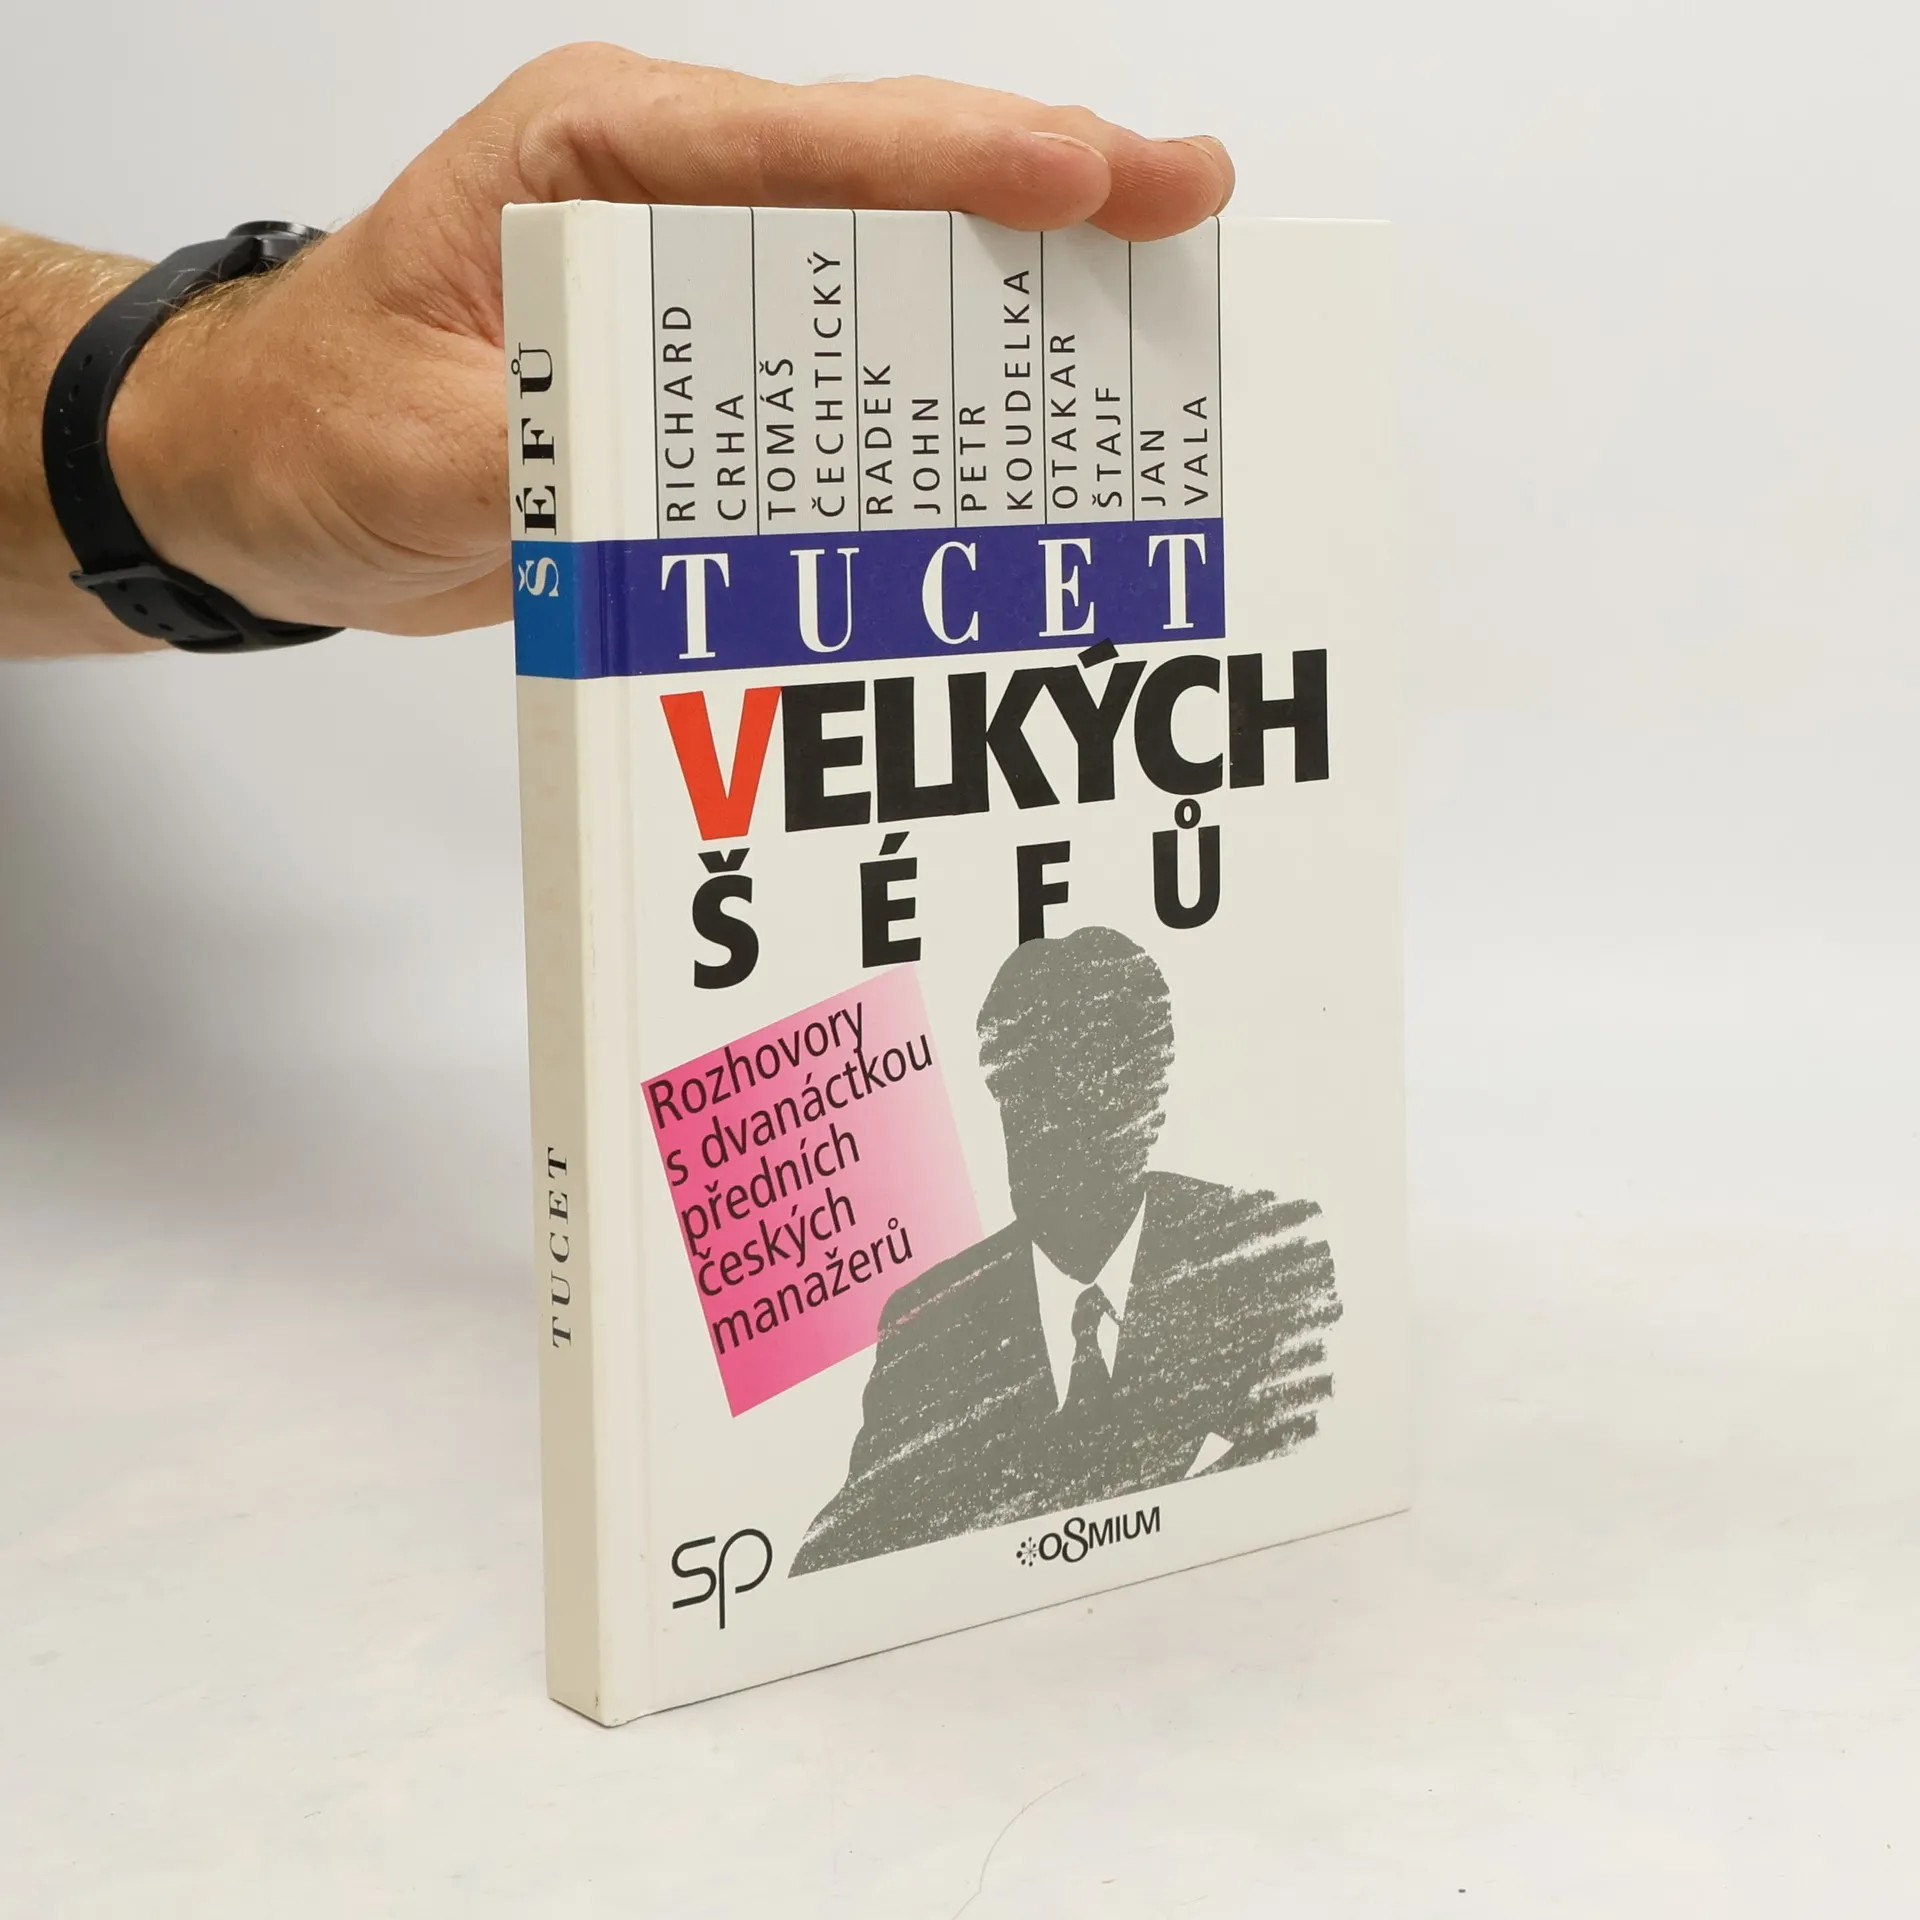 RICHARD
CRHA
TOMÁŠ
ČECHTICKÝ
RADEK
JOHN
PETR
KOUDELKA
OTAKAR
ŠTAJF
JAN
VALA
TUCET
VELKÝCH
ŠÉFŮ
Rozhovory
s dvanáctkou
předních
českých
manažerů
sp
OSMIUM
TUCET
ŠÉFŮ